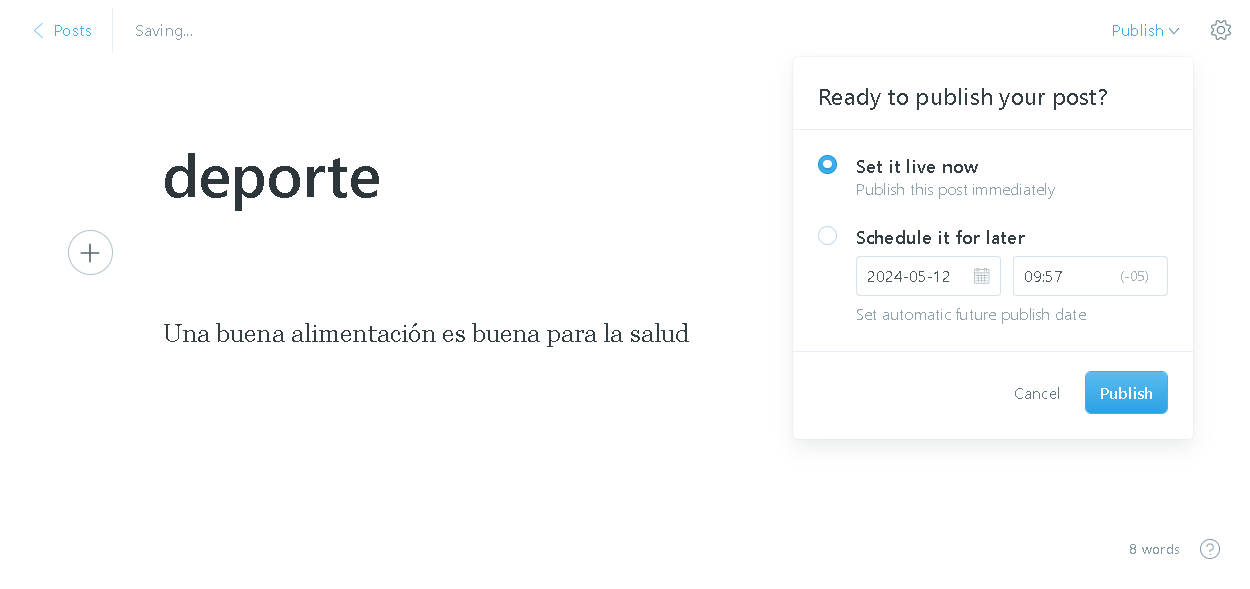 Posts
Saving...
Publish
Ready to publish your post?
deporte
Set it live now
Publish this post immediately
Schedule it for later
2024-05-12
09:57
(-05)
Set automatic future publish date
Una buena alimentación es buena para la salud
Cancel
Publish
8 words
?